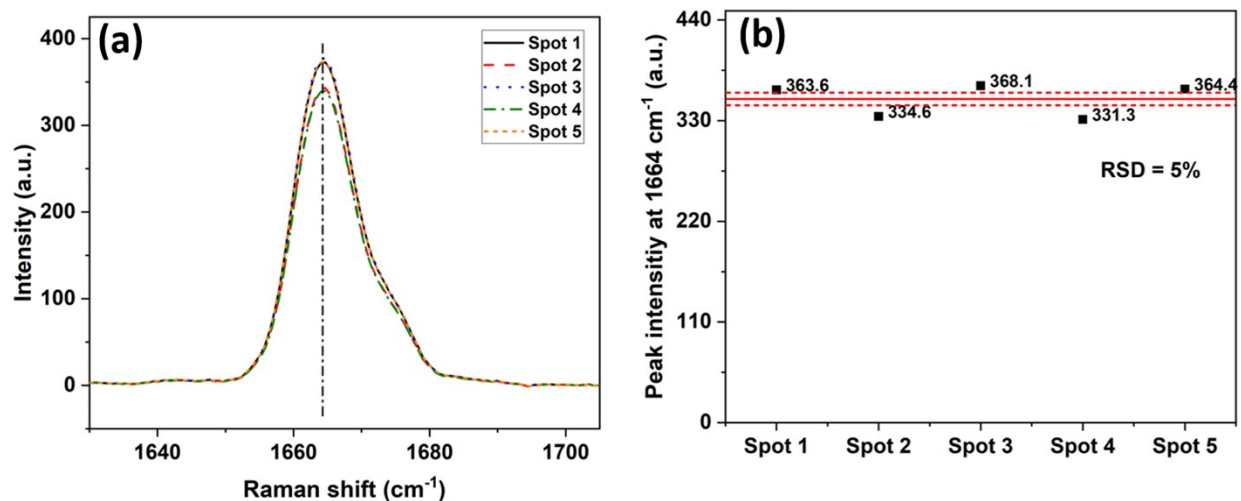 (a)
Spot 1
Spot 2
Spot 3
Spot 4
Spot 5
Intensity (a.u.)
400
300
200
100
0
1640
1660
1680
1700
Raman shift (cm⁻¹)
(b)
Peak intensitiy at 1664 cm⁻¹ (a.u.)
440
330
220
110
0
363.6
334.6
368.1
331.3
364.4
RSD = 5%
Spot 1
Spot 2
Spot 3
Spot 4
Spot 5